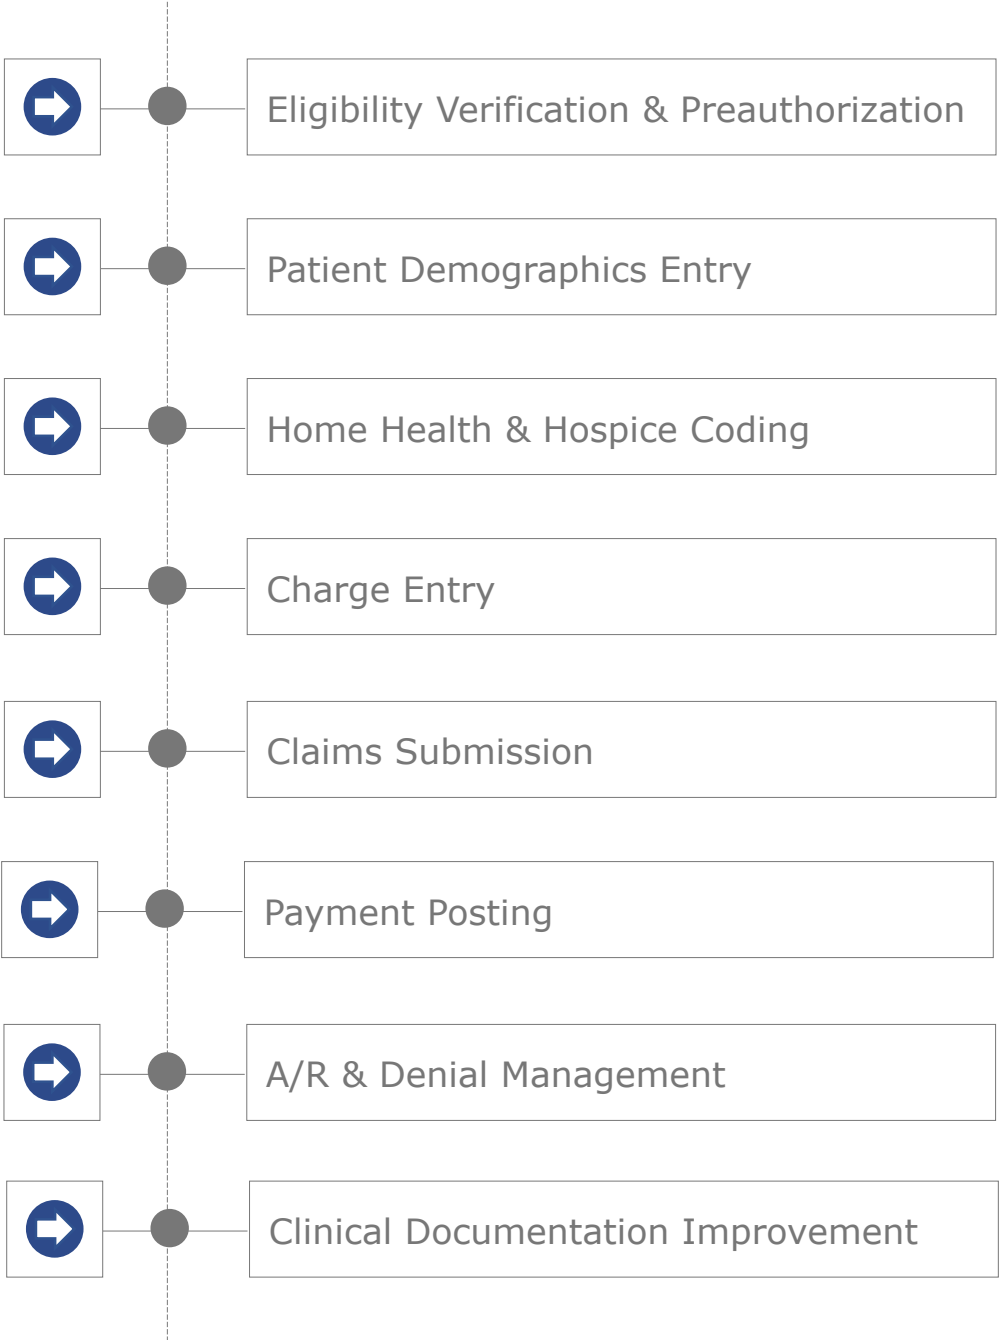 Eligibility Verification & Preauthorization
Patient Demographics Entry
Home Health & Hospice Coding
Charge Entry
Claims Submission
Payment Posting
A/R & Denial Management
Clinical Documentation Improvement